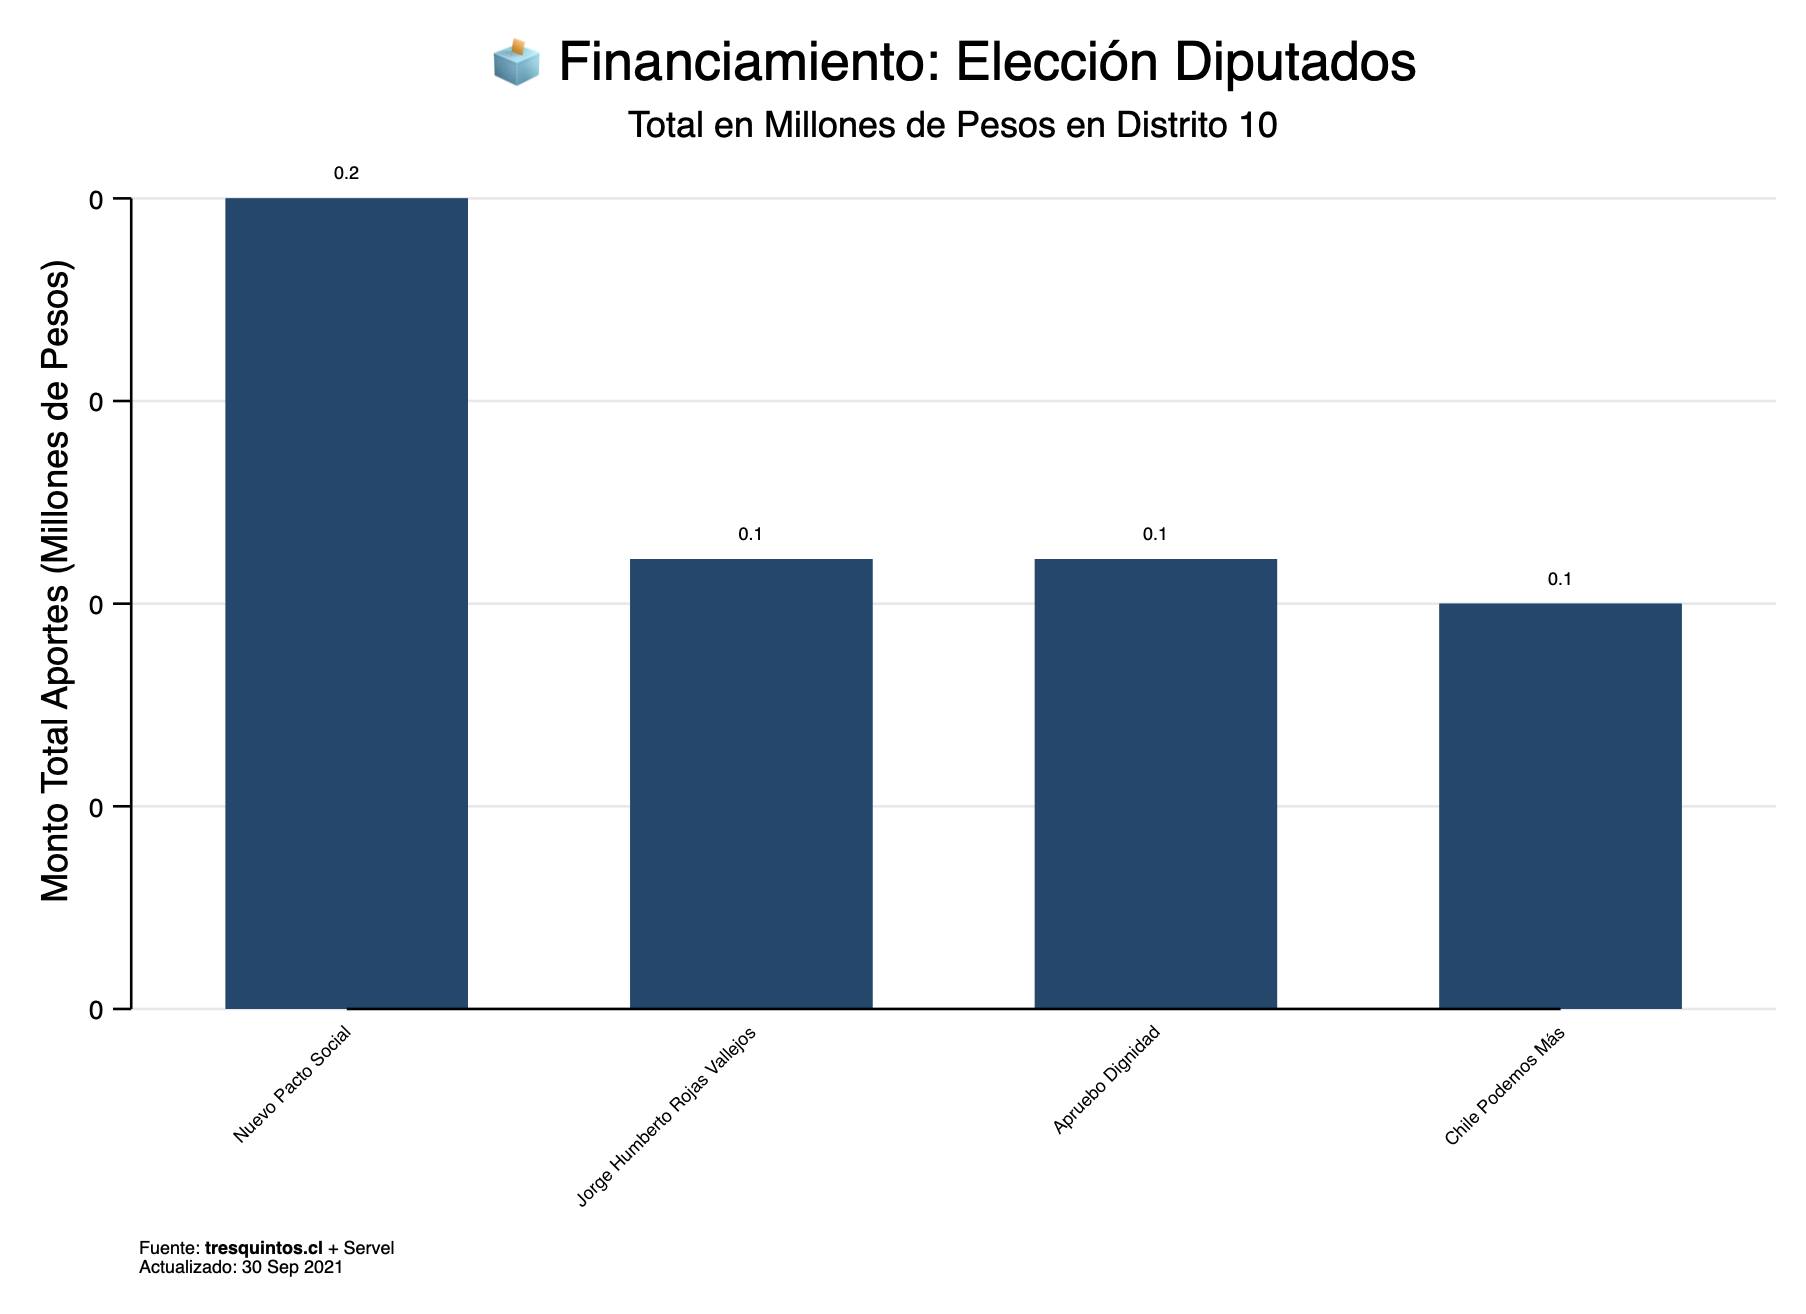 Financiamiento: Elección Diputados
Total en Millones de Pesos en Distrito 10
Monto Total Aportes (Millones de Pesos)
0
0
0
0
0
0.2
0.1
0.1
0.1
Nuevo Pacto Social
Jorge Humberto Rojas Vallejos
Apruebo Dignidad
Chile Podemos Más
Fuente: tresquintos.cl + Servel
Actualizado: 30 Sep 2021